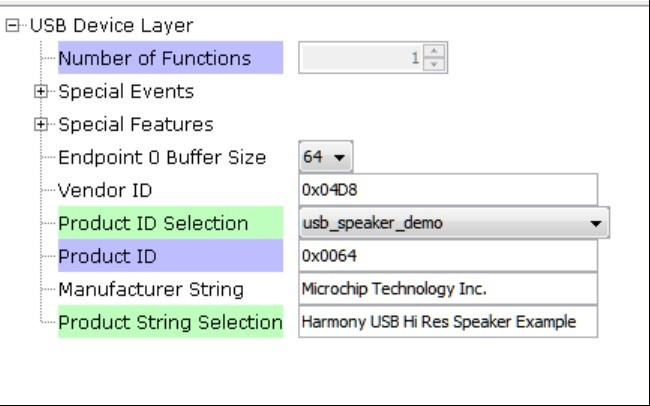 USB Device Layer
Number of Functions 1
Special Events
Special Features
Endpoint 0 Buffer Size 64
Vendor ID 0x04D8
Product ID Selection usb_speaker_demo
Product ID 0x0064
Manufacturer String Microchip Technology Inc.
Product String Selection Harmony USB Hi Res Speaker Example